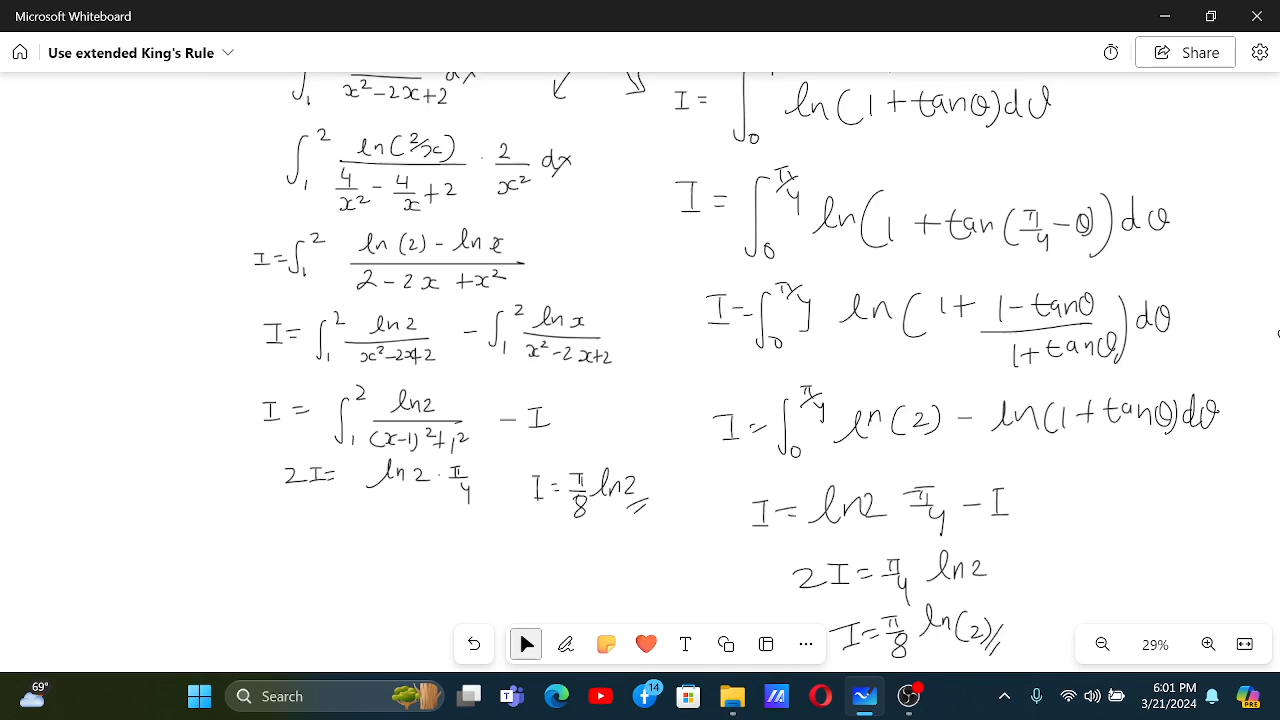 Microsoft Whiteboard
Use extended King's Rule
Share
∫₁ x²-2x+2 dx
∫₁² ln(2/x) / (4/x² - 4/x + 2) · 2/x² dx
I = ∫₁² (ln(2) - ln x) / (2 - 2x + x²)
I = ∫₁² ln2 / (x²-2x+2) - ∫₁² ln x / (x²-2x+2)
I = ∫₁² ln2 / ((x-1)²+1²) - I
2I = ln2 · π/4
I = π/8 ln2
I = ∫₀ ln(1+tanθ)dθ
I = ∫₀^π/4 ln(1+tan(π/4-θ))dθ
I = ∫₀^π/4 ln(1 + (1-tanθ)/(1+tanθ))dθ
I = ∫₀^π/4 ln(2) - ln(1+tanθ)dθ
I = ln2 π/4 - I
2I = π/4 ln2
I = π/8 ln(2)
T
29%
69°
Search
14
6:01 PM
3/21/2024
PRE